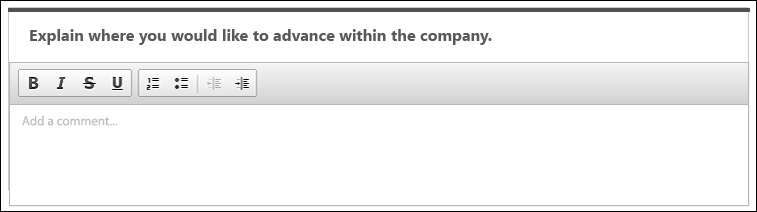 Explain where you would like to advance within the company.
B I S U
Add a comment...